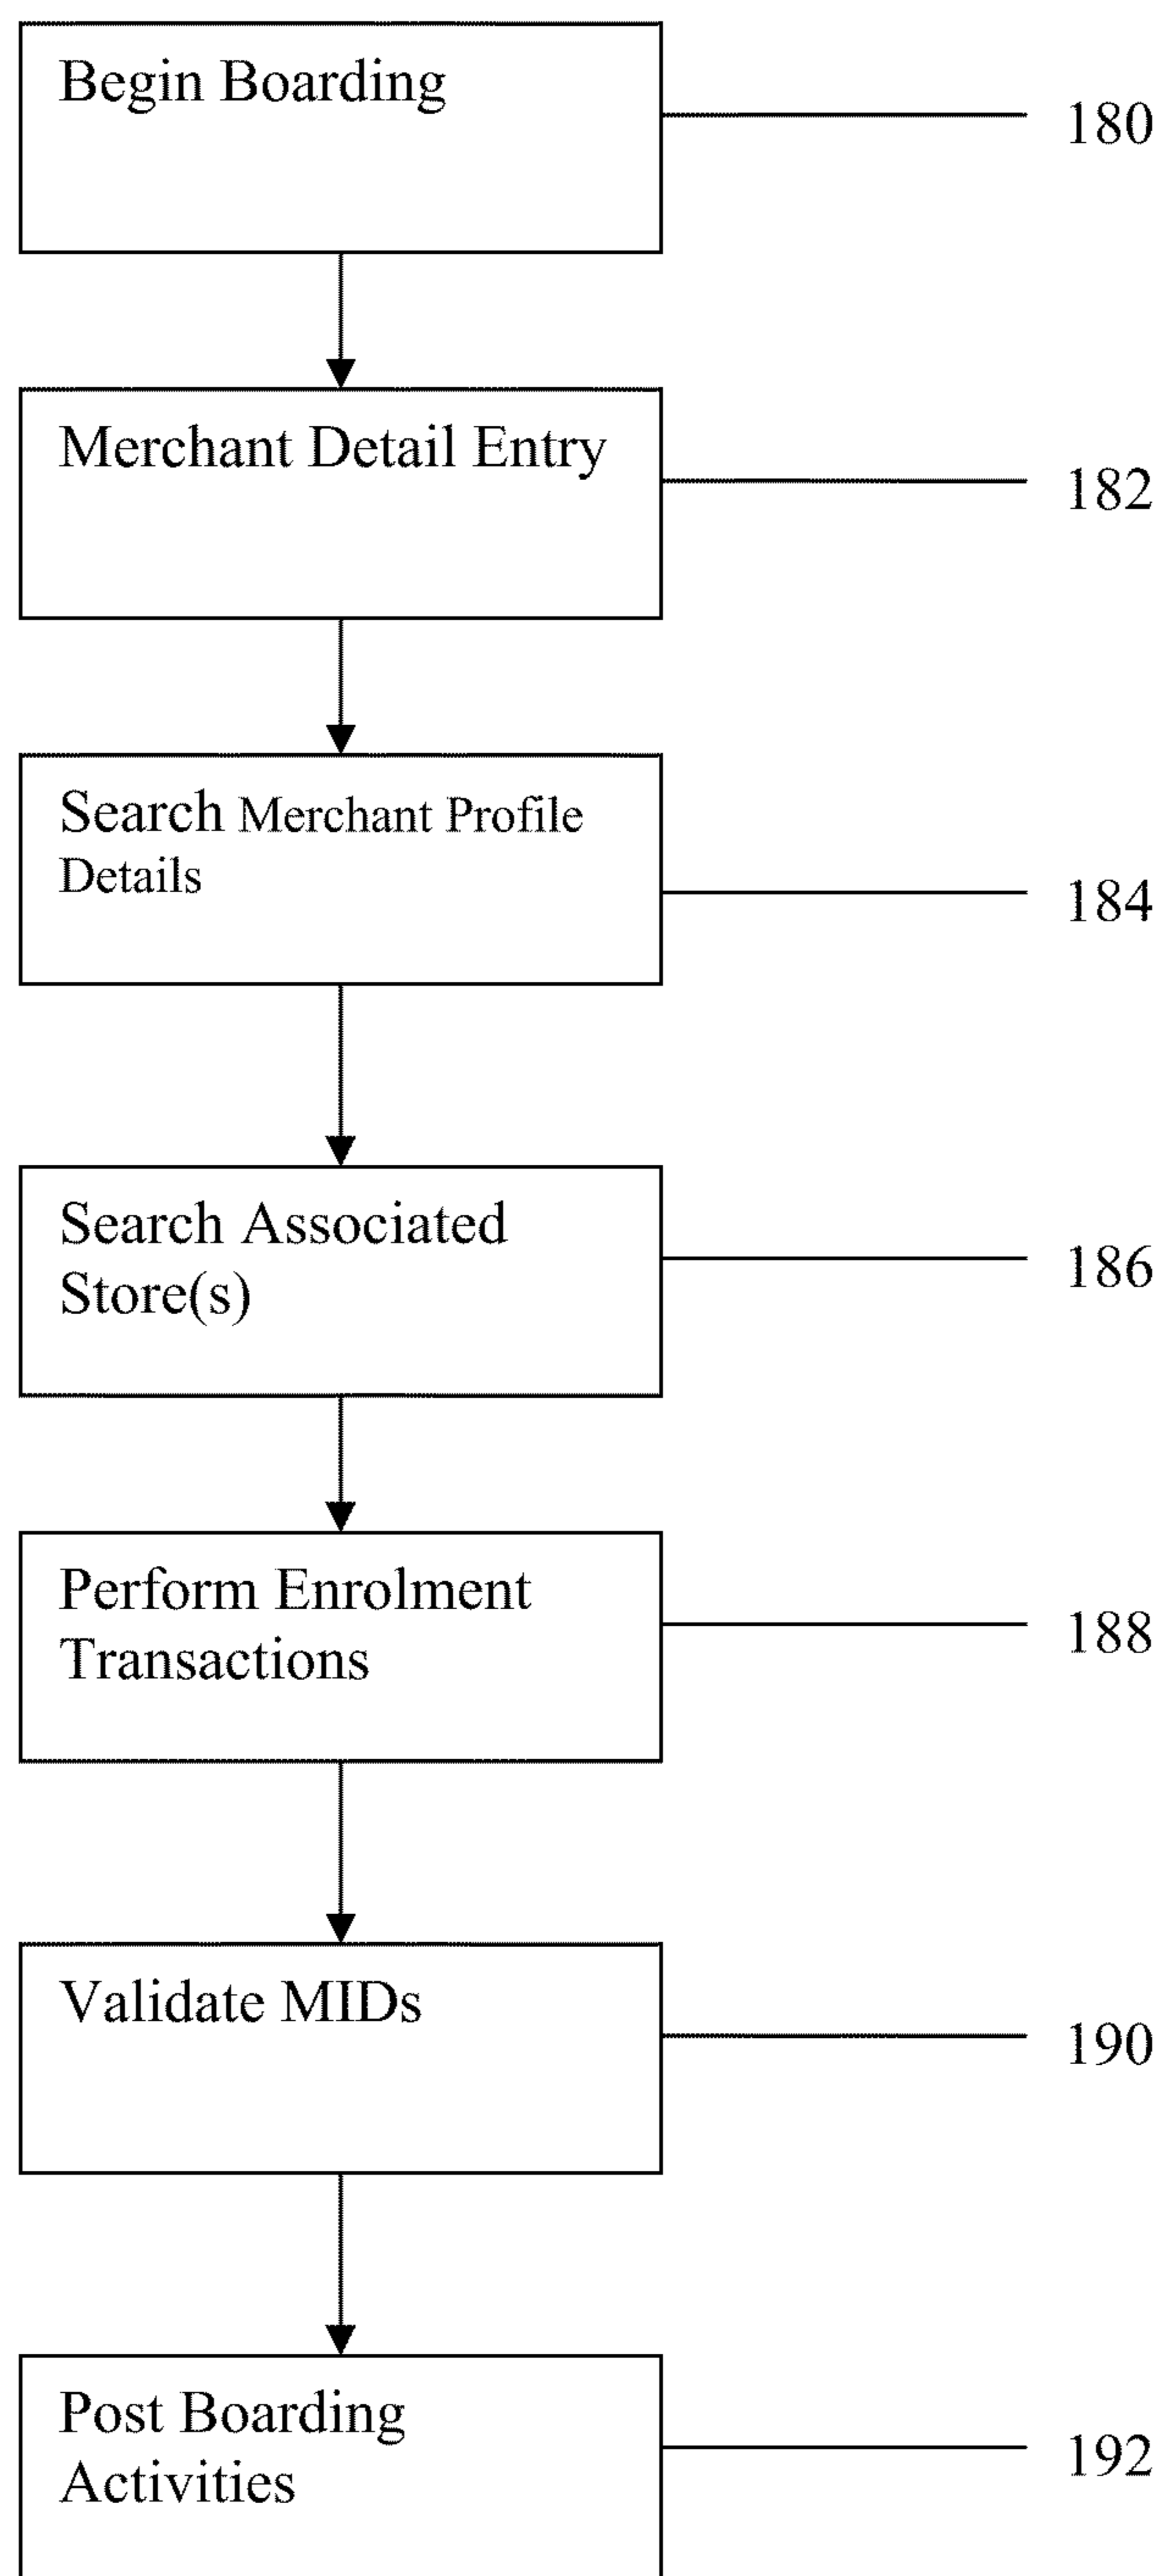 Begin Boarding
180
Merchant Detail Entry
182
Search Merchant Profile
Details
184
Search Associated
Store(s)
186
Perform Enrolment
Transactions
188
Validate MIDs
190
Post Boarding
Activities
192